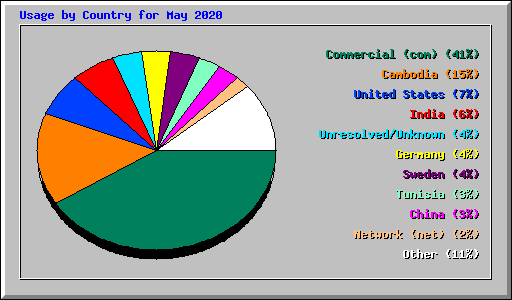 Usage by Country for May 2020
Commercial (com) (41%)
Cambodia (15%)
United States (7%)
India (6%)
Unresolved/Unknown (4%)
Germany (4%)
Sweden (4%)
Tunisia (3%)
China (3%)
Network (net) (2%)
Other (11%)